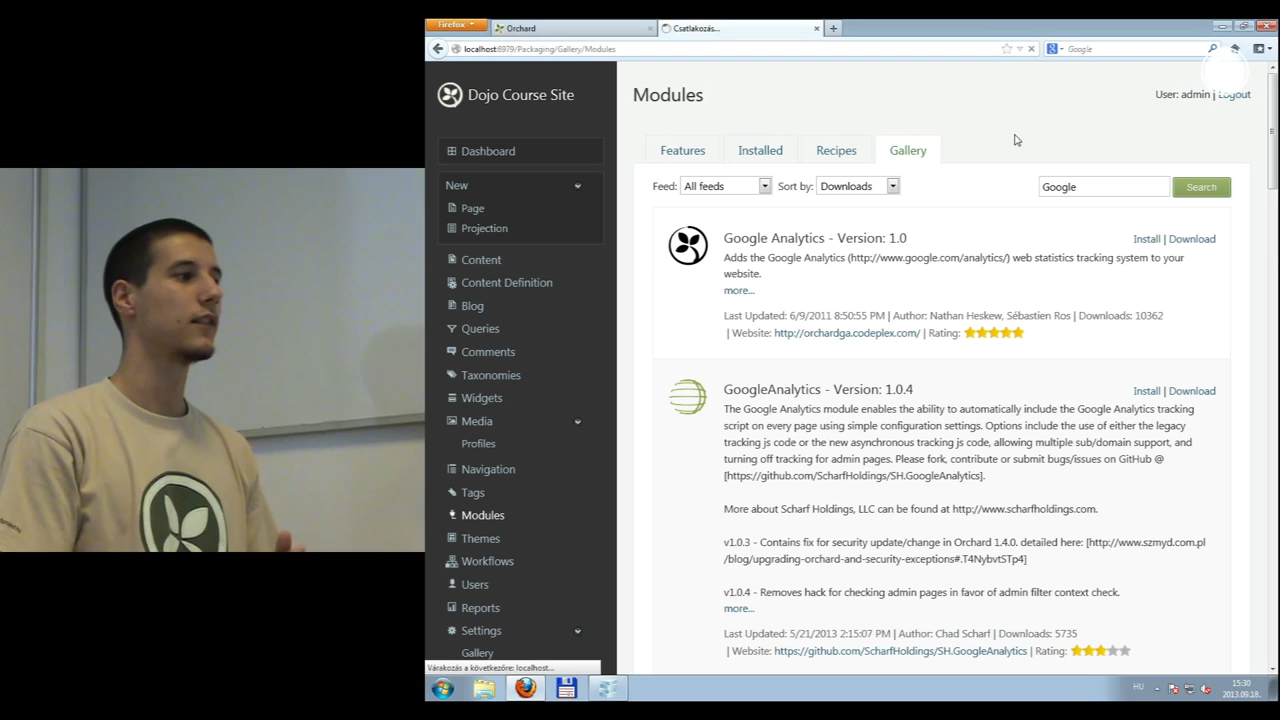 Firefox
Orchard
Csatlakozás...
localhost:8979/Packaging/Gallery/Modules
Google
Dojo Course Site
Modules
User: admin | Logout
Dashboard
Features
Installed
Recipes
Gallery
New
Feed: All feeds Sort by: Downloads
Google
Search
Page
Projection
Google Analytics - Version: 1.0
Install | Download
Adds the Google Analytics (http://www.google.com/analytics/) web statistics tracking system to your
website.
more...
Last Updated: 6/9/2011 8:50:55 PM | Author: Nathan Heskew, Sébastien Ros | Downloads: 10362
| Website: http://orchardga.codeplex.com/ | Rating:
Content
Content Definition
Blog
Queries
Comments
Taxonomies
Widgets
Media
Profiles
Navigation
Tags
Modules
Themes
Workflows
Users
Reports
Settings
Gallery
GoogleAnalytics - Version: 1.0.4
Install | Download
The Google Analytics module enables the ability to automatically include the Google Analytics tracking
script on every page using simple configuration settings. Options include the use of either the legacy
tracking js code or the new asynchronous tracking js code, allowing multiple sub/domain support, and
turning off tracking for admin pages. Please fork, contribute or submit bugs/issues on GitHub @
[https://github.com/ScharfHoldings/SH.GoogleAnalytics].
More about Scharf Holdings, LLC can be found at http://www.scharfholdings.com.
v1.0.3 - Contains fix for security update/change in Orchard 1.4.0. detailed here: [http://www.szmyd.com.pl
/blog/upgrading-orchard-and-security-exceptions#.T4NybvtSTp4]
v1.0.4 - Removes hack for checking admin pages in favor of admin filter context check.
more...
Last Updated: 5/21/2013 2:15:07 PM | Author: Chad Scharf | Downloads: 5735
| Website: https://github.com/ScharfHoldings/SH.GoogleAnalytics | Rating:
Várakozás a következőre: localhost...
HU
15:30
2013.09.18.